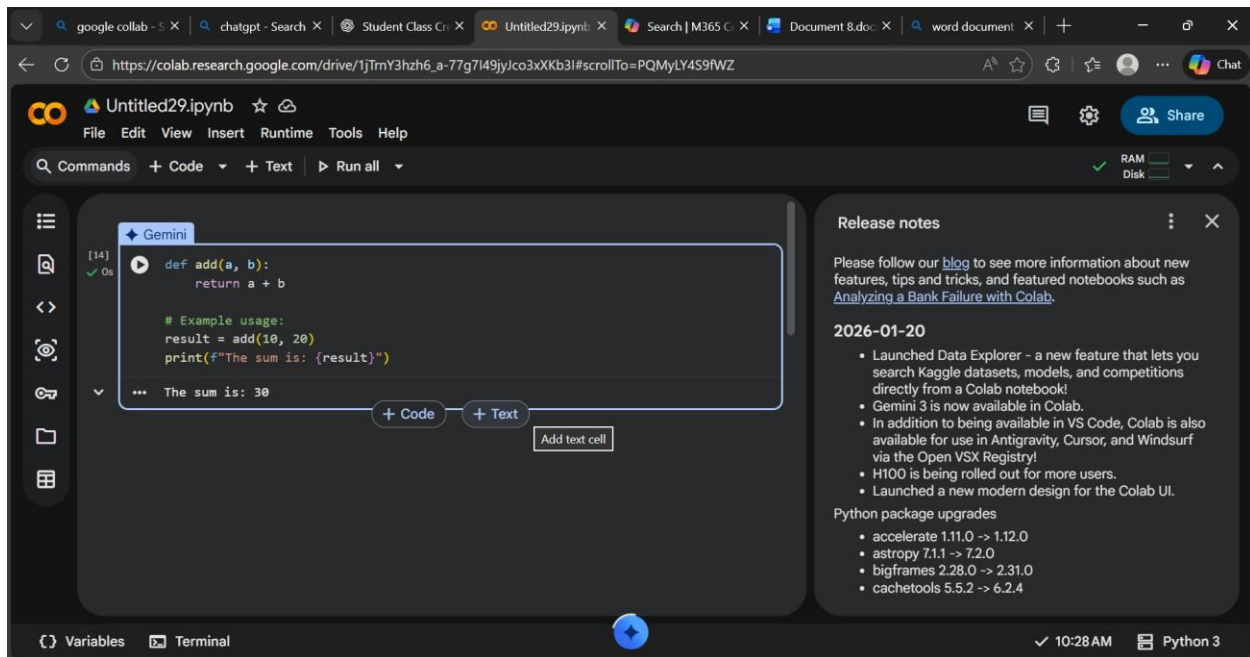 google collab - S
chatgpt - Search
Student Class Cr
Untitled29.ipynb
Search | M365 C
Document 8.doc
word document
https://colab.research.google.com/drive/1jTrnY3hzh6_a-77g7I49jyJco3xXKb3I#scrollTo=PQMyLY4S9fWZ
Chat
CO Untitled29.ipynb
File Edit View Insert Runtime Tools Help
Share
Commands + Code + Text Run all
RAM
Disk
Gemini
[14]
0s
def add(a, b):
    return a + b
# Example usage:
result = add(10, 20)
print(f"The sum is: {result}")
The sum is: 30
+ Code + Text
Add text cell
Release notes
Please follow our blog to see more information about new
features, tips and tricks, and featured notebooks such as
Analyzing a Bank Failure with Colab.
2026-01-20
• Launched Data Explorer - a new feature that lets you
search Kaggle datasets, models, and competitions
directly from a Colab notebook!
• Gemini 3 is now available in Colab.
• In addition to being available in VS Code, Colab is also
available for use in Antigravity, Cursor, and Windsurf
via the Open VSX Registry!
• H100 is being rolled out for more users.
• Launched a new modern design for the Colab UI.
Python package upgrades
• accelerate 1.11.0 -> 1.12.0
• astropy 7.1.1 -> 7.2.0
• bigframes 2.28.0 -> 2.31.0
• cachetools 5.5.2 -> 6.2.4
{} Variables Terminal
10:28 AM Python 3